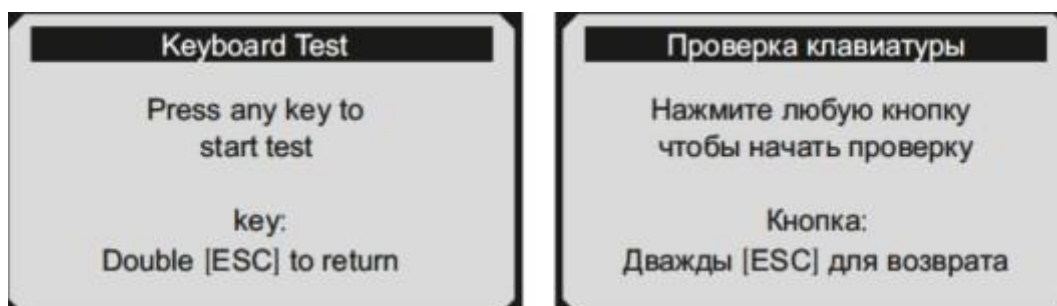 Keyboard Test
Press any key to
start test
key:
Double [ESC] to return
Проверка клавиатуры
Нажмите любую кнопку
чтобы начать проверку
Кнопка:
Дважды [ESC] для возврата